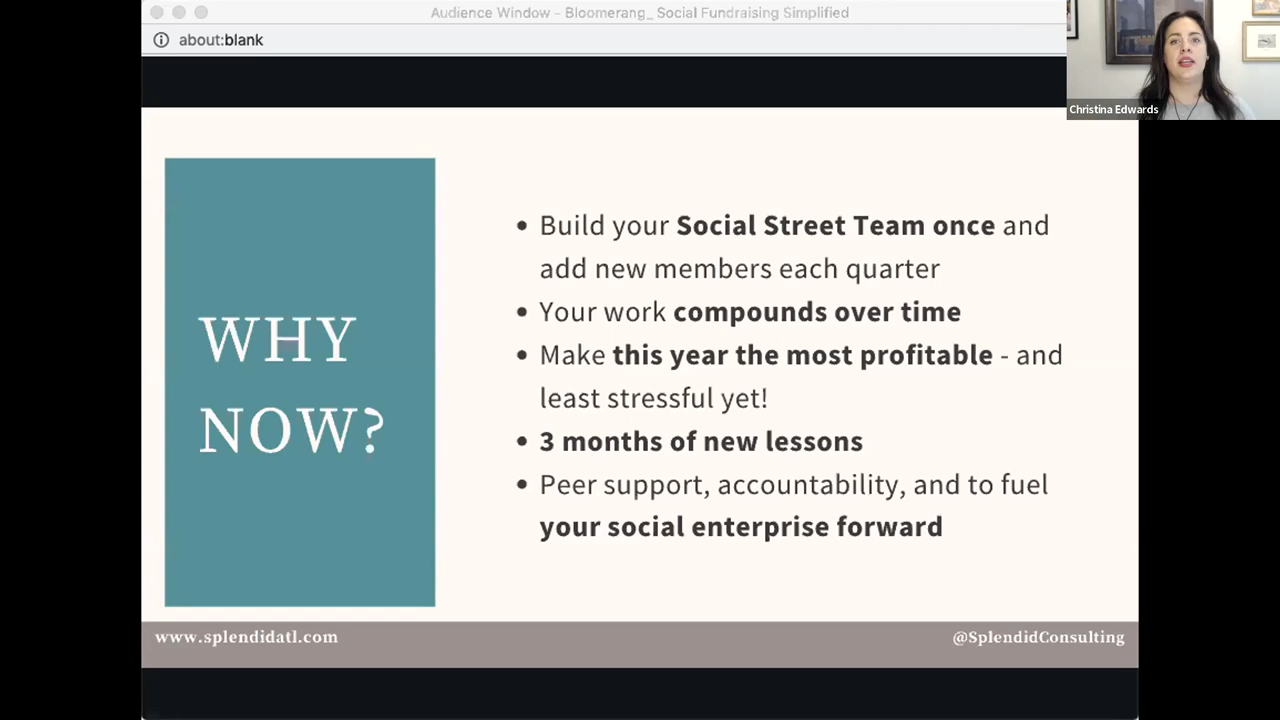 Audience Window - Bloomerang_ Social Fundraising Simplified
about:blank
Christina Edwards
WHY
NOW?
• Build your Social Street Team once and
add new members each quarter
• Your work compounds over time
• Make this year the most profitable - and
least stressful yet!
• 3 months of new lessons
• Peer support, accountability, and to fuel
your social enterprise forward
www.splendidatl.com
@SplendidConsulting